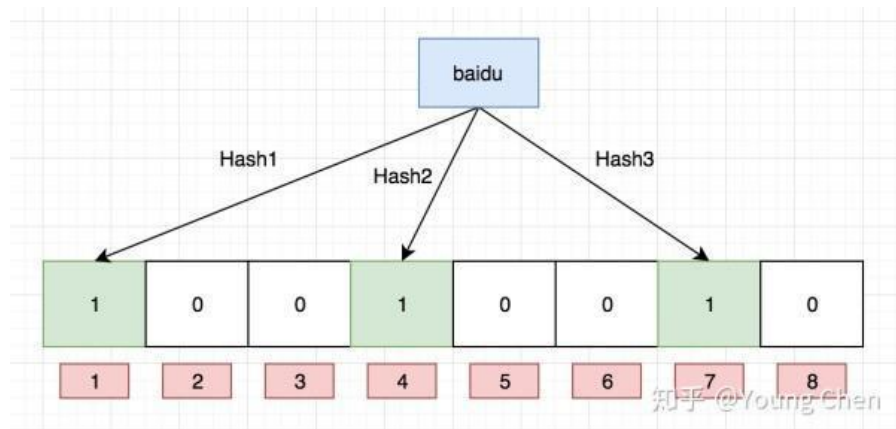 baidu
Hash1
Hash2
Hash3
1 0 0 1 0 0 1 0
1 2 3 4 5 6 7 8
知乎 @Young Chen